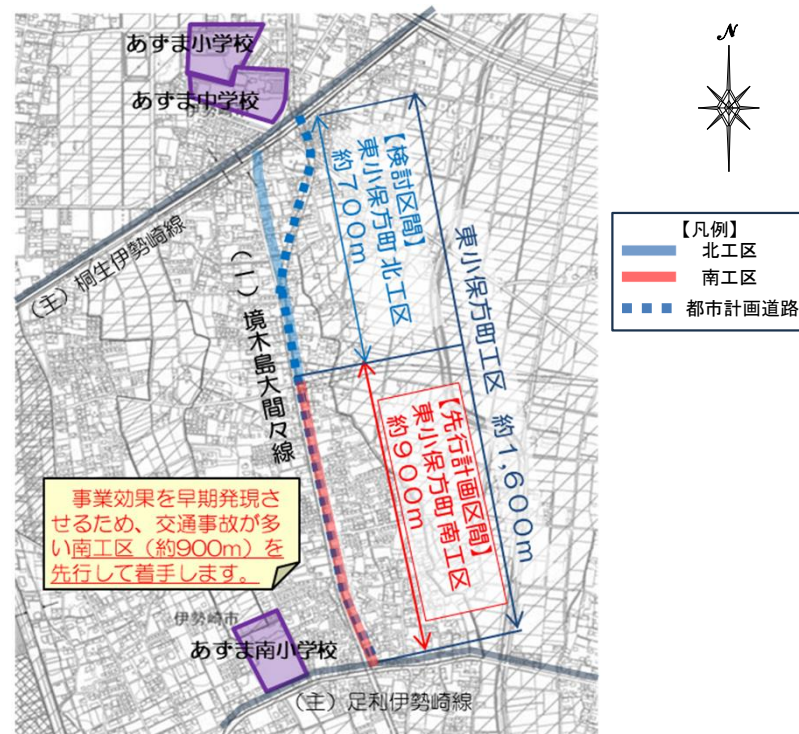 あずま小学校
あずま中学校
N
【凡例】
北工区
南工区
都市計画道路
【検討区間】
東小保方町 北工区
約700m
東小保方町工区 約1,600m
(主)桐生伊勢崎線
(一)境木島大間々線
【先行計画区間】
東小保方町 南工区
約900m
事業効果を早期発現さ
せるため、交通事故が多
い南工区(約900m)を
先行して着手します。
伊勢崎市
あずま南小学校
(主)足利伊勢崎線